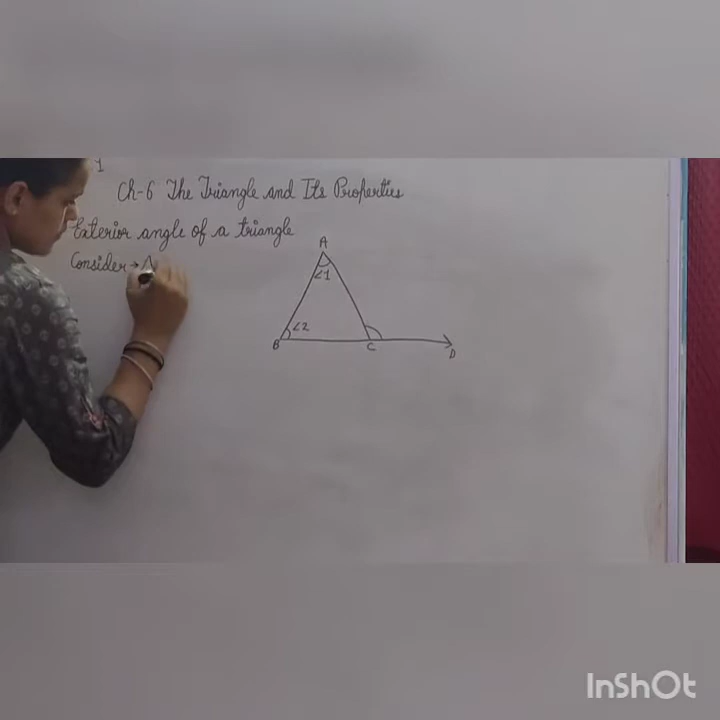 1
Ch-6 The Triangle and Its Properties
Exterior angle of a triangle
Consider → △
A
∠1
∠2
B
C
D
InShOt